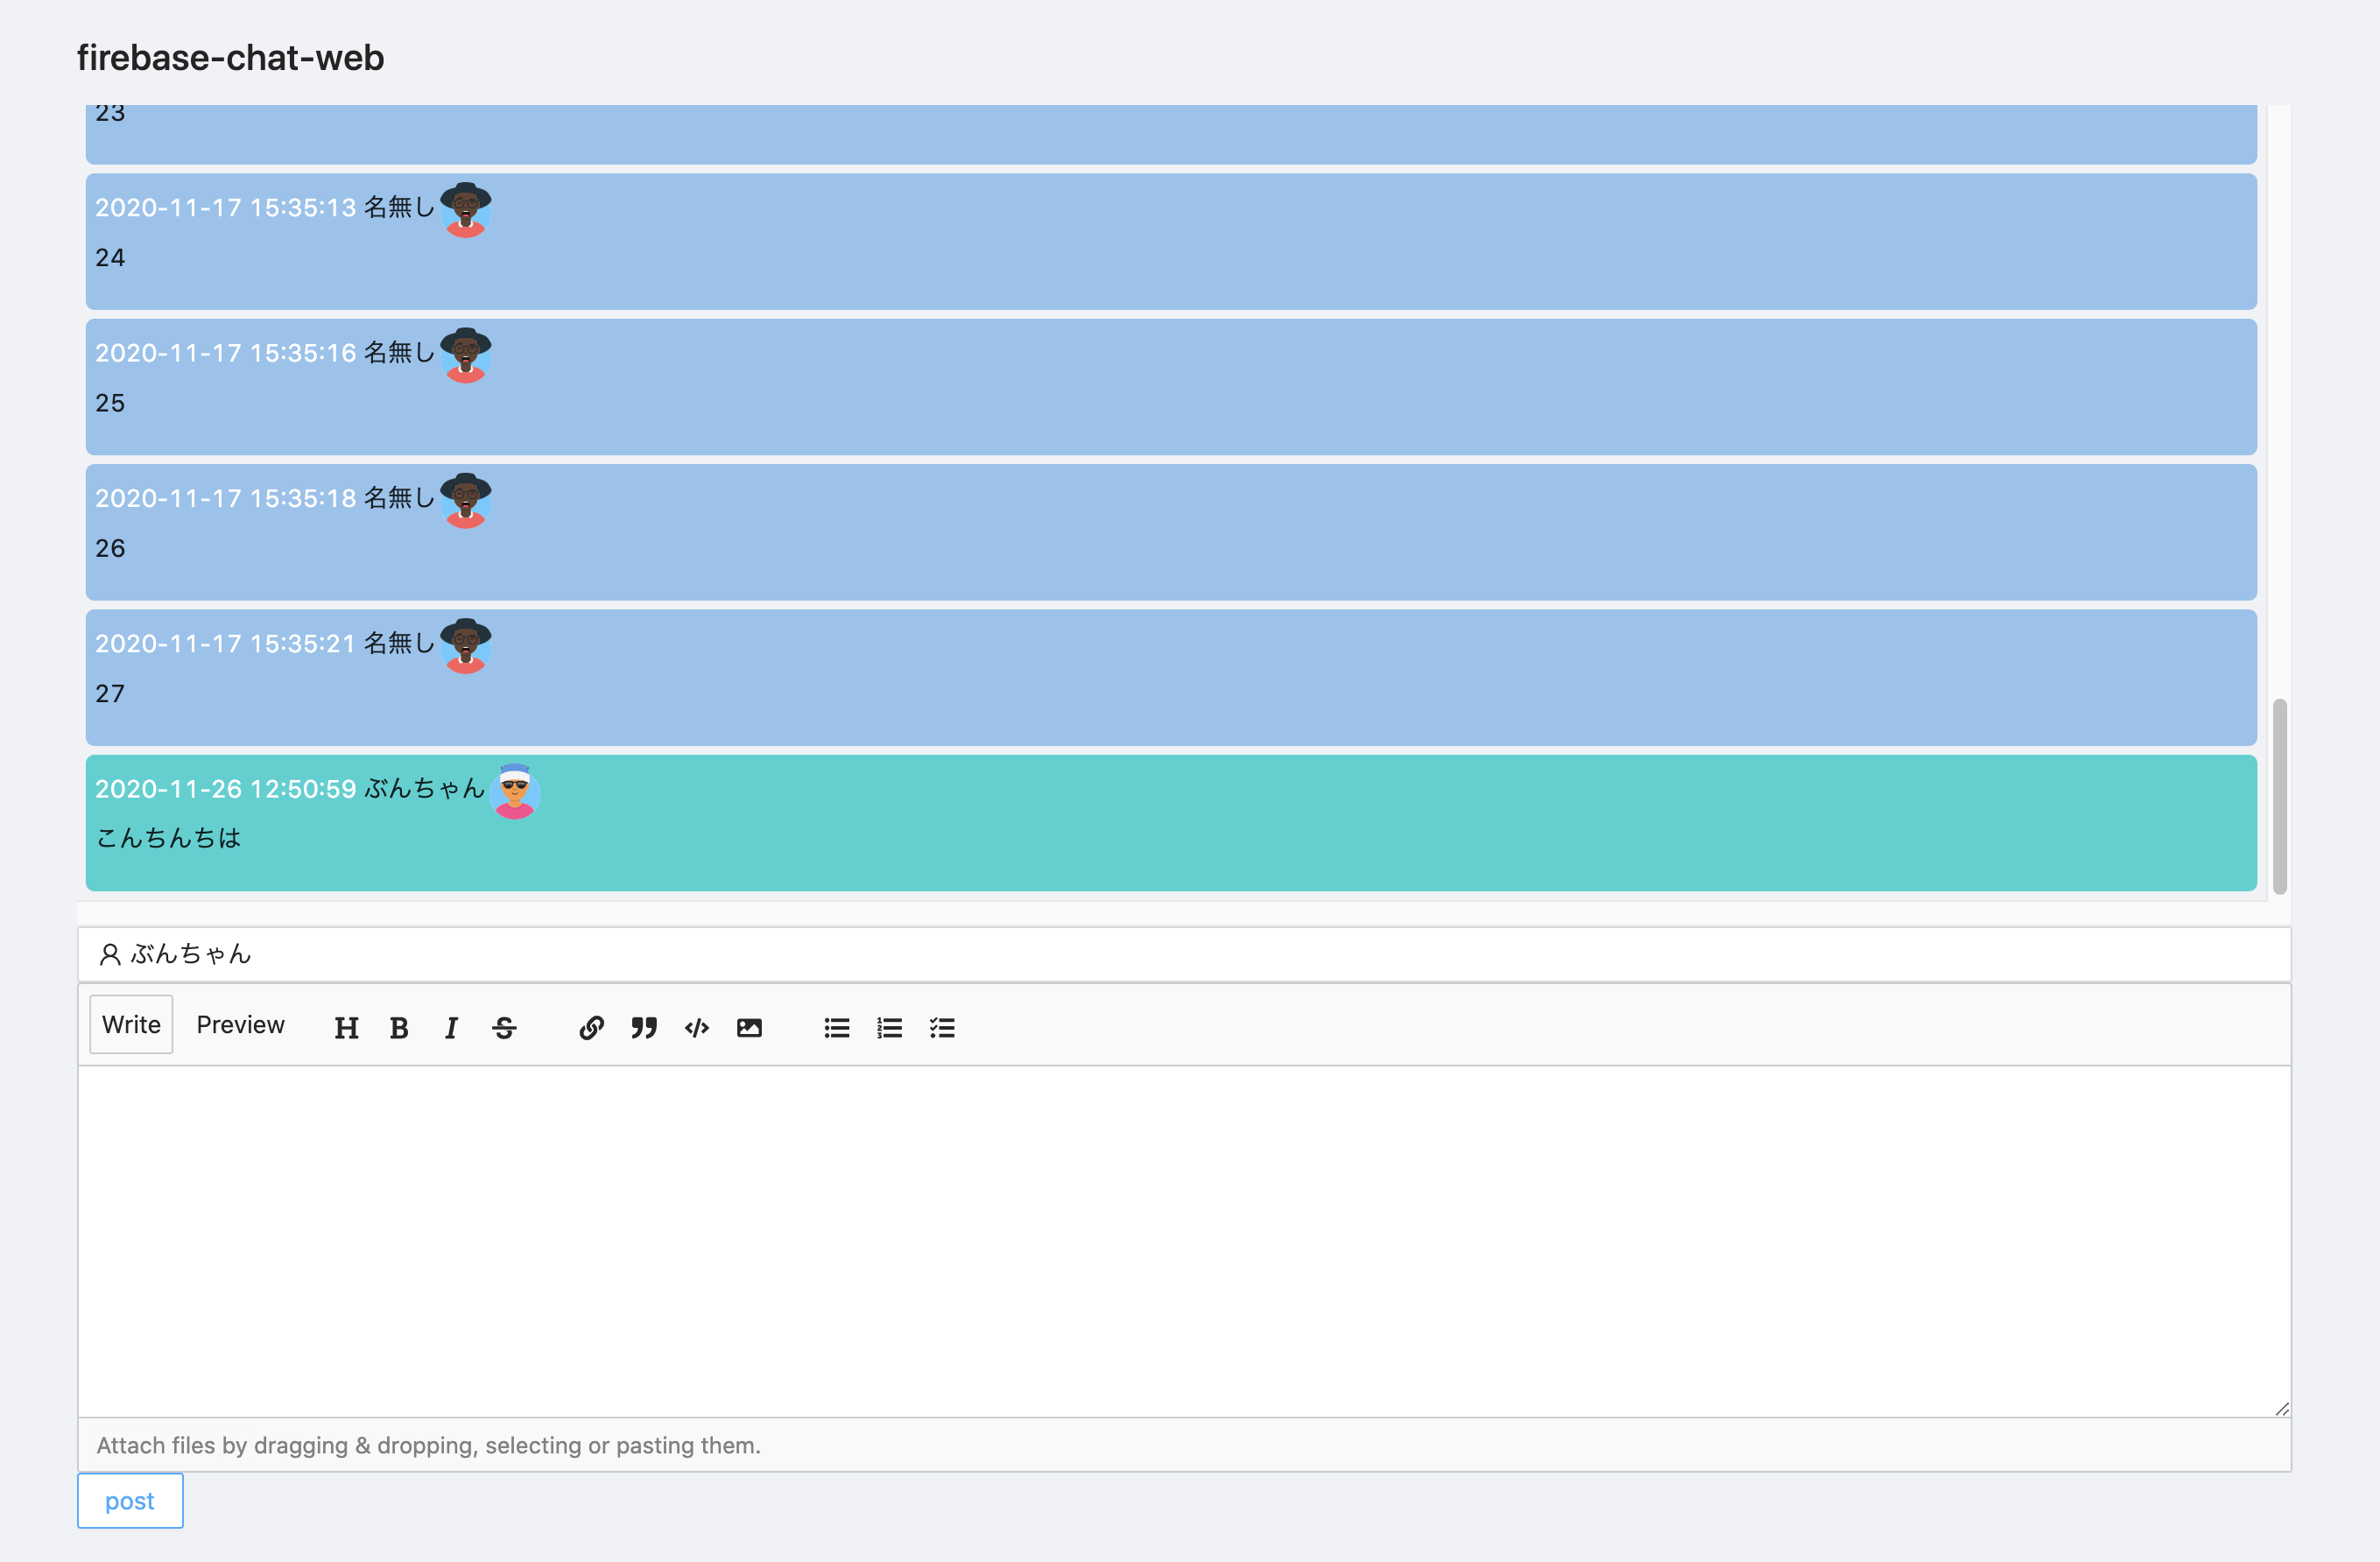 firebase-chat-web
23
2020-11-17 15:35:13 名無し
24
2020-11-17 15:35:16 名無し
25
2020-11-17 15:35:18 名無し
26
2020-11-17 15:35:21 名無し
27
2020-11-26 12:50:59 ぶんちゃん
こんちんちは
ぶんちゃん
Write Preview
Attach files by dragging & dropping, selecting or pasting them.
post